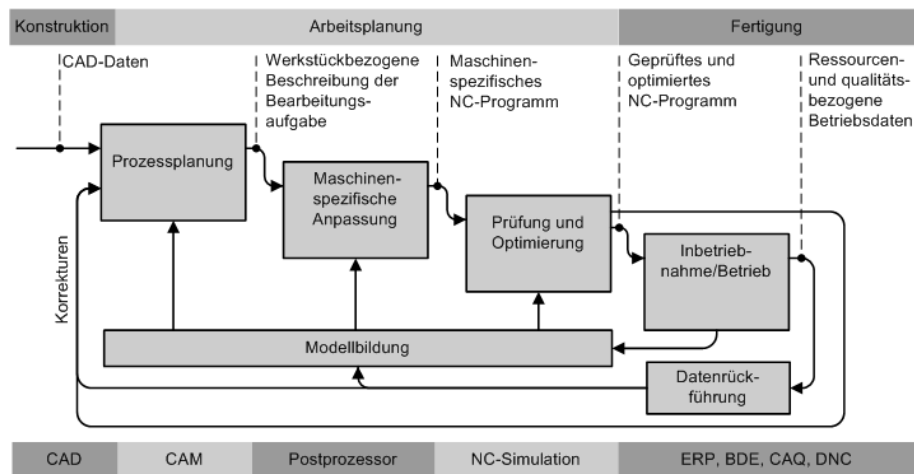 Konstruktion
Arbeitsplanung
Fertigung
CAD-Daten
Werkstückbezogene
Beschreibung der
Bearbeitungs-
aufgabe
Maschinen-
spezifisches
NC-Programm
Geprüftes und
optimiertes
NC-Programm
Ressourcen-
und qualitäts-
bezogene
Betriebsdaten
Prozessplanung
Maschinen-
spezifische
Anpassung
Prüfung und
Optimierung
Inbetrieb-
nahme/Betrieb
Korrekturen
Modellbildung
Datenrück-
führung
CAD
CAM
Postprozessor
NC-Simulation
ERP, BDE, CAQ, DNC